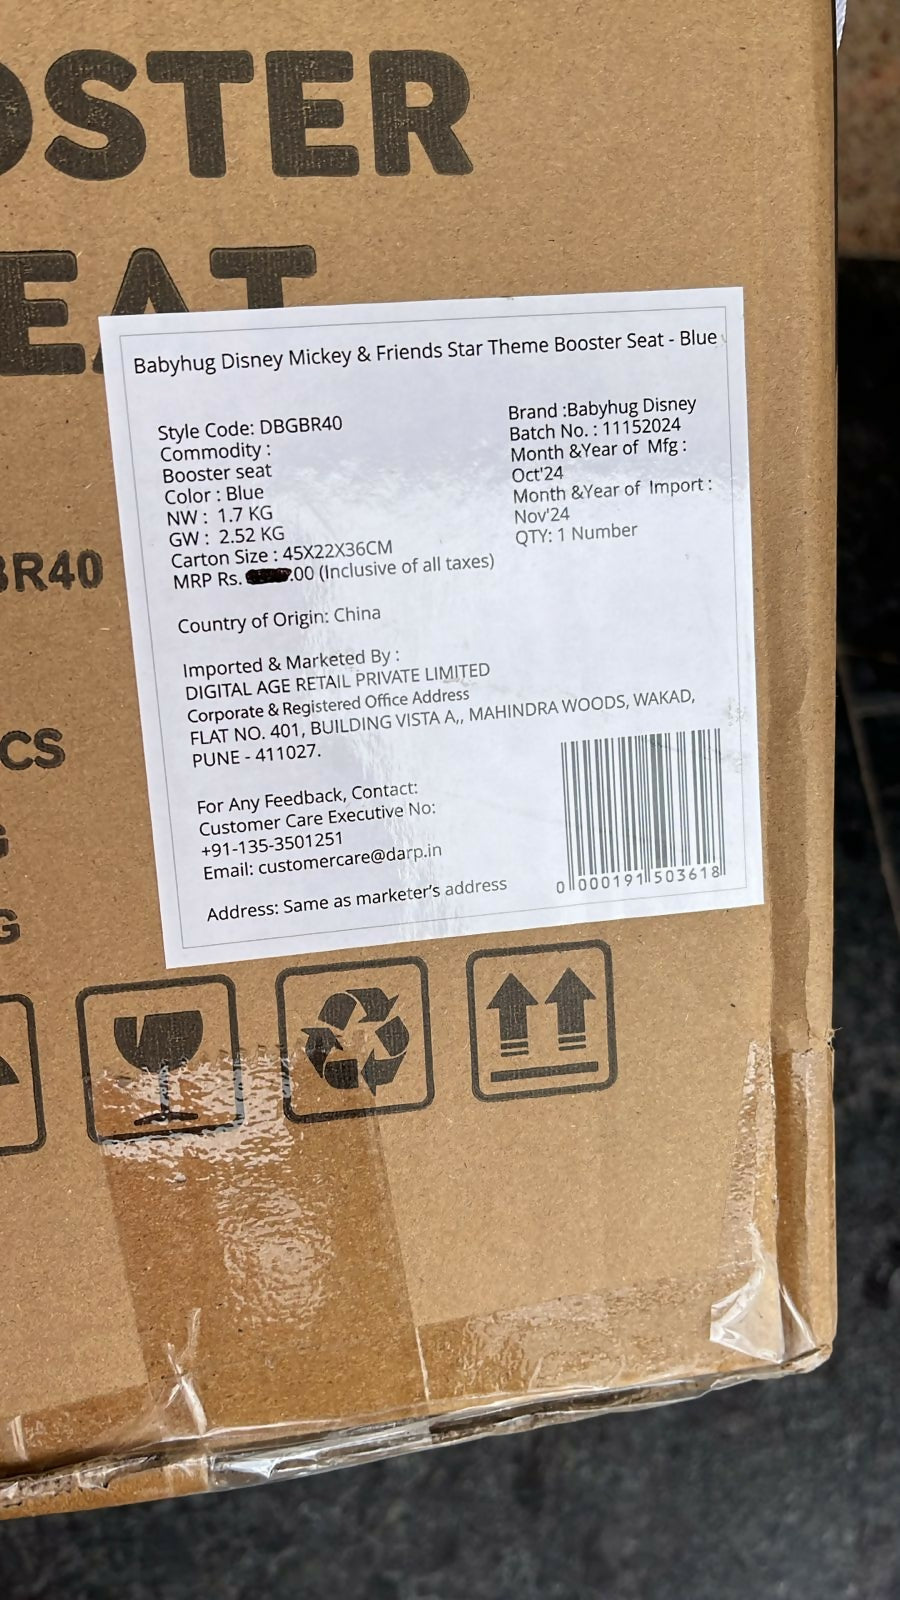 OSTER
EAT
Babyhug Disney Mickey & Friends Star Theme Booster Seat - Blue
Style Code: DBGBR40
Commodity :
Booster seat
Color : Blue
NW : 1.7 KG
GW : 2.52 KG
Carton Size : 45X22X36CM
MRP Rs. .00 (Inclusive of all taxes)
Brand :Babyhug Disney
Batch No. : 11152024
Month &Year of Mfg :
Oct'24
Month &Year of Import :
Nov'24
QTY: 1 Number
BR40
Country of Origin: China
Imported & Marketed By :
DIGITAL AGE RETAIL PRIVATE LIMITED
Corporate & Registered Office Address
FLAT NO. 401, BUILDING VISTA A,, MAHINDRA WOODS, WAKAD,
PUNE - 411027.
CS
For Any Feedback, Contact:
Customer Care Executive No:
+91-135-3501251
Email: customercare@darp.in
G
Address: Same as marketer's address
0 000191 503618
G